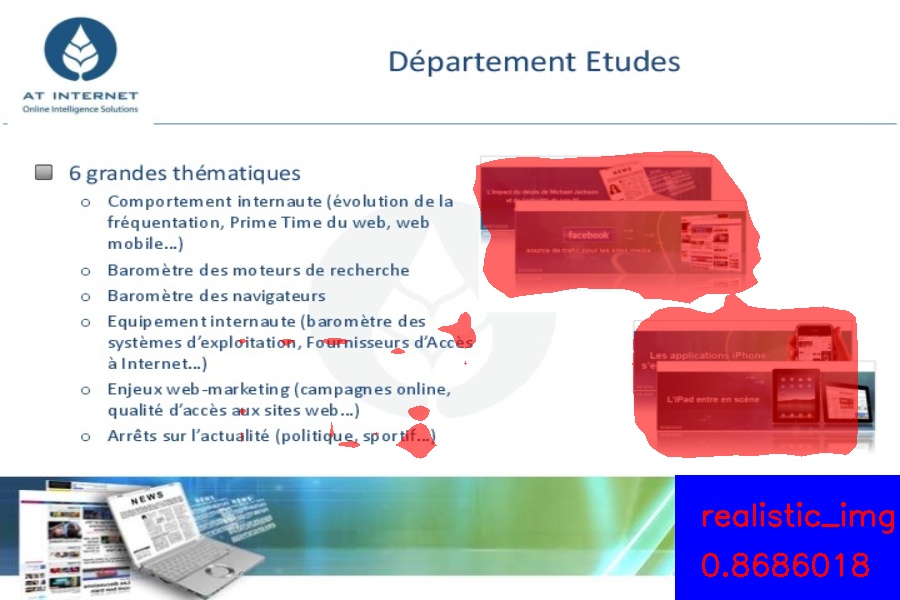 AT INTERNET
Online Intelligence Solutions
Département Etudes
6 grandes thématiques
o Comportement internaute (évolution de la
fréquentation, Prime Time du web, web
mobile...)
o Baromètre des moteurs de recherche
o Baromètre des navigateurs
o Equipement internaute (baromètre des
systèmes d'exploitation, Fournisseurs d'Accès
à Internet...)
o Enjeux web-marketing (campagnes online,
qualité d'accès aux sites web...)
o Arrêts sur l'actualité (politique, sportif...)
NEWS
L'impact du décès de Michael Jackson
facebook
source de trafic pour les sites media
Les applications iPhone
s'e
L'iPad entre en scène
NEWS
realistic_img
0.8686018